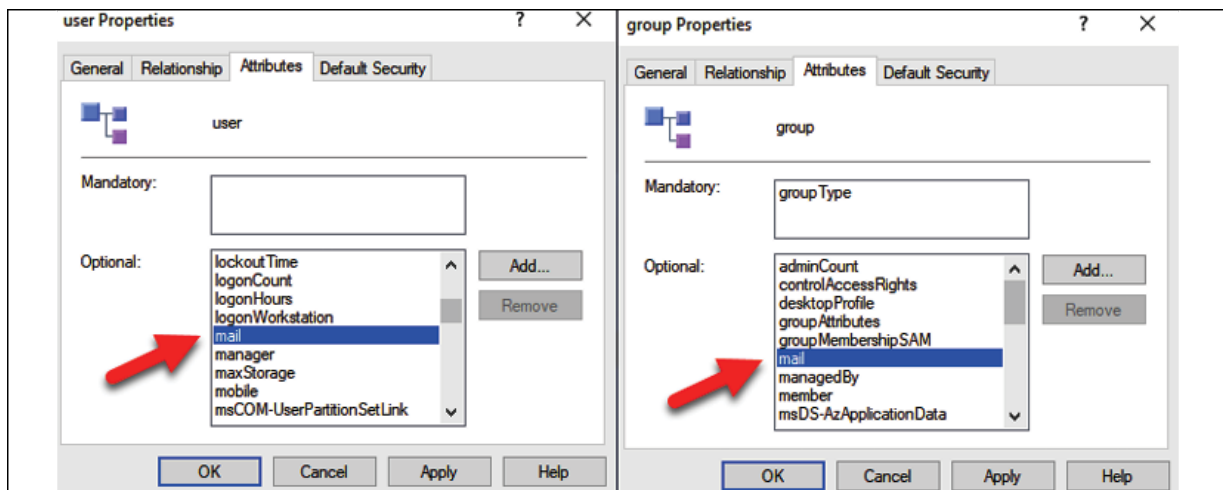 user Properties
?
×
General
Relationship
Attributes
Default Security
user
Mandatory:
Optional:
lockoutTime
logonCount
logonHours
logonWorkstation
mail
manager
maxStorage
mobile
msCOM-UserPartitionSetLink
Add...
Remove
OK
Cancel
Apply
Help
group Properties
?
×
General
Relationship
Attributes
Default Security
group
Mandatory:
groupType
Optional:
adminCount
controlAccessRights
desktopProfile
groupAttributes
groupMembershipSAM
mail
managedBy
member
msDS-AzApplicationData
Add...
Remove
OK
Cancel
Apply
Help